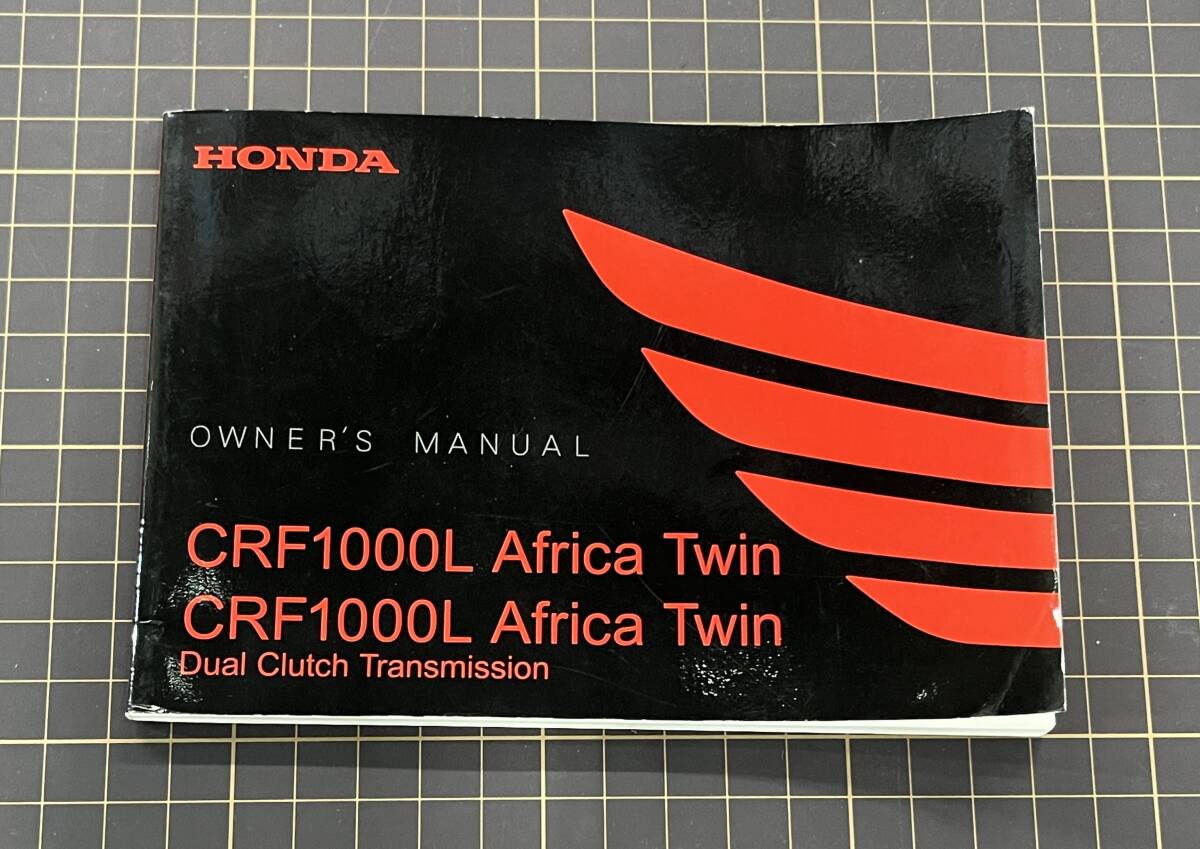 HONDA
OWNER'S MANUAL
CRF1000L Africa Twin
CRF1000L Africa Twin
Dual Clutch Transmission